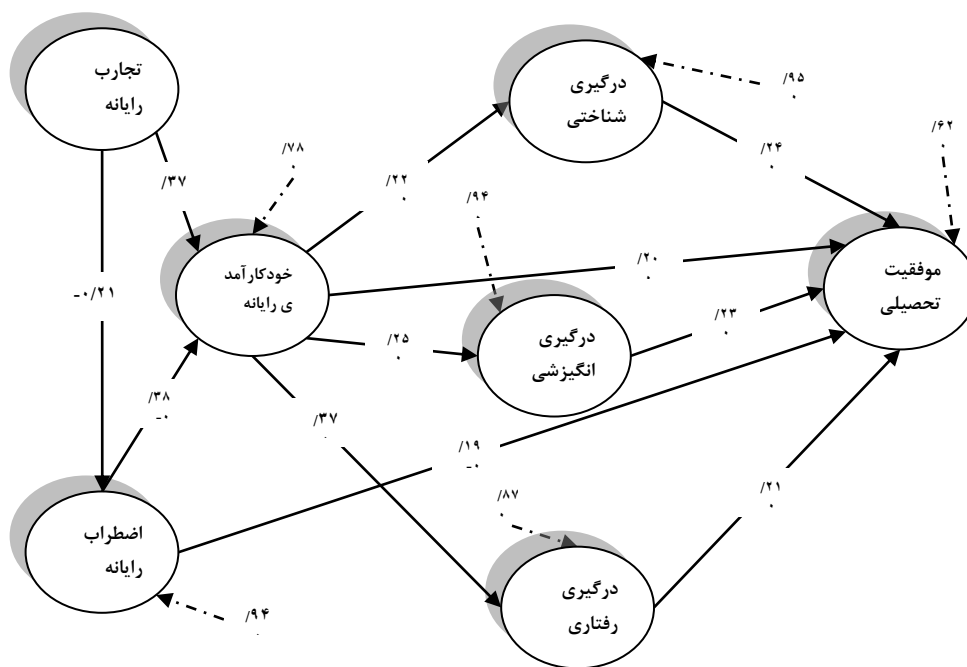 تجارب
رایانه
درگیری
شناختی
/۹۵
۰
/۶۲
۰
/۷۸
۰
/۳۷
/۲۲
۰
/۲۴
۰
/۹۴
۰
خودکارآمد
ی رایانه
/۲۰
۰
موفقیت
تحصیلی
-۰/۲۱
/۲۵
۰
درگیری
انگیزشی
/۲۳
۰
/۳۸
-۰
/۳۷
/۱۹
-۰
/۸۷
۰
/۲۱
۰
اضطراب
رایانه
درگیری
رفتاری
/۹۴